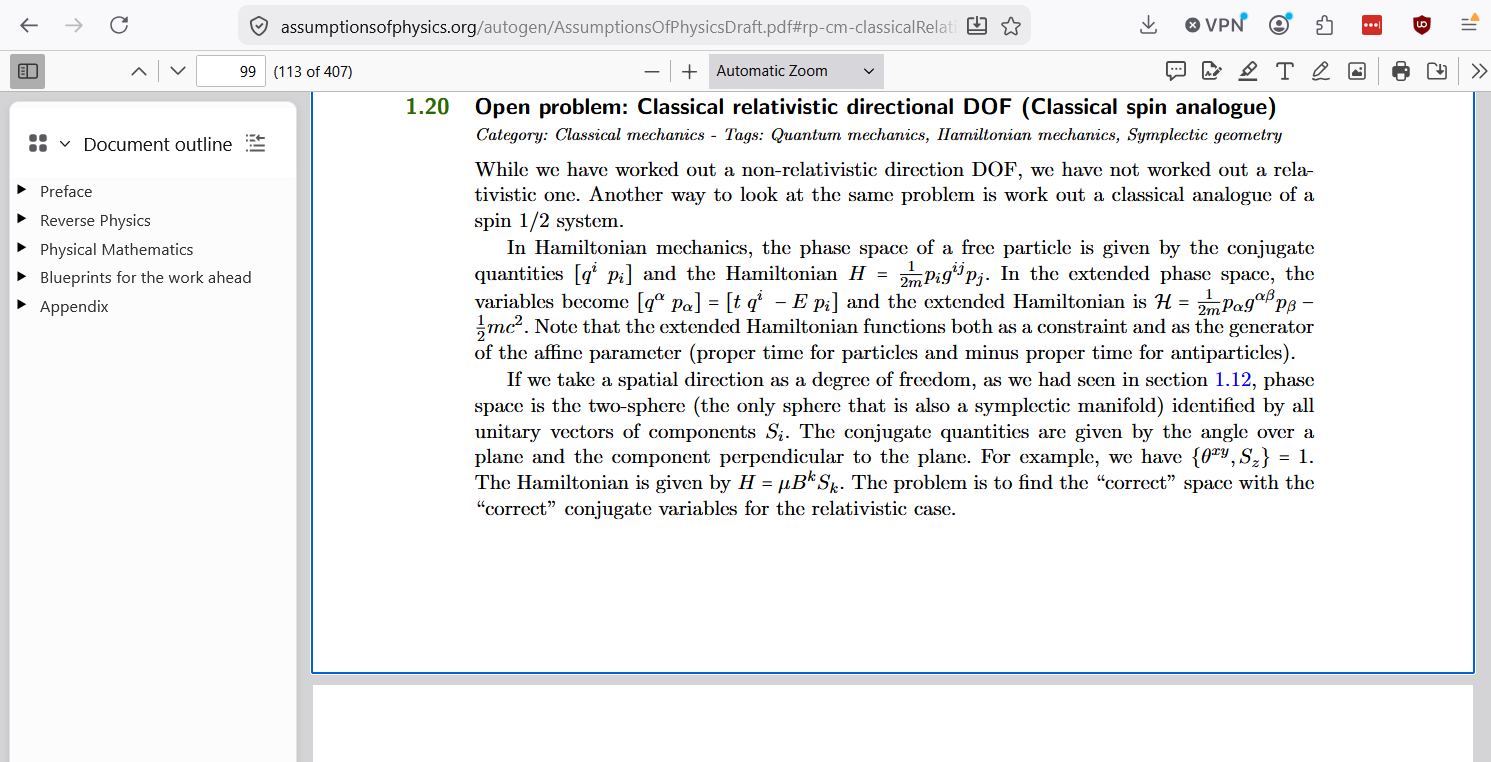 assumptionsofphysics.org/autogen/AssumptionsOfPhysicsDraft.pdf#rp-cm-classicalRelati
VPN
99 (113 of 407)
Automatic Zoom
Document outline
Preface
Reverse Physics
Physical Mathematics
Blueprints for the work ahead
Appendix
1.20 Open problem: Classical relativistic directional DOF (Classical spin analogue)
Category: Classical mechanics - Tags: Quantum mechanics, Hamiltonian mechanics, Symplectic geometry
While we have worked out a non-relativistic direction DOF, we have not worked out a rela-
tivistic one. Another way to look at the same problem is work out a classical analogue of a
spin 1/2 system.
In Hamiltonian mechanics, the phase space of a free particle is given by the conjugate
quantities [qⁱ pᵢ] and the Hamiltonian H = 1/2m pᵢgⁱʲpⱼ. In the extended phase space, the
variables become [q^α p_α] = [t qⁱ − E pᵢ] and the extended Hamiltonian is ℋ = 1/2m p_α g^αβ p_β −
½mc². Note that the extended Hamiltonian functions both as a constraint and as the generator
of the affine parameter (proper time for particles and minus proper time for antiparticles).
If we take a spatial direction as a degree of freedom, as we had seen in section 1.12, phase
space is the two-sphere (the only sphere that is also a symplectic manifold) identified by all
unitary vectors of components Sᵢ. The conjugate quantities are given by the angle over a
plane and the component perpendicular to the plane. For example, we have {θ^xy, S_z} = 1.
The Hamiltonian is given by H = μB^k S_k. The problem is to find the “correct” space with the
“correct” conjugate variables for the relativistic case.